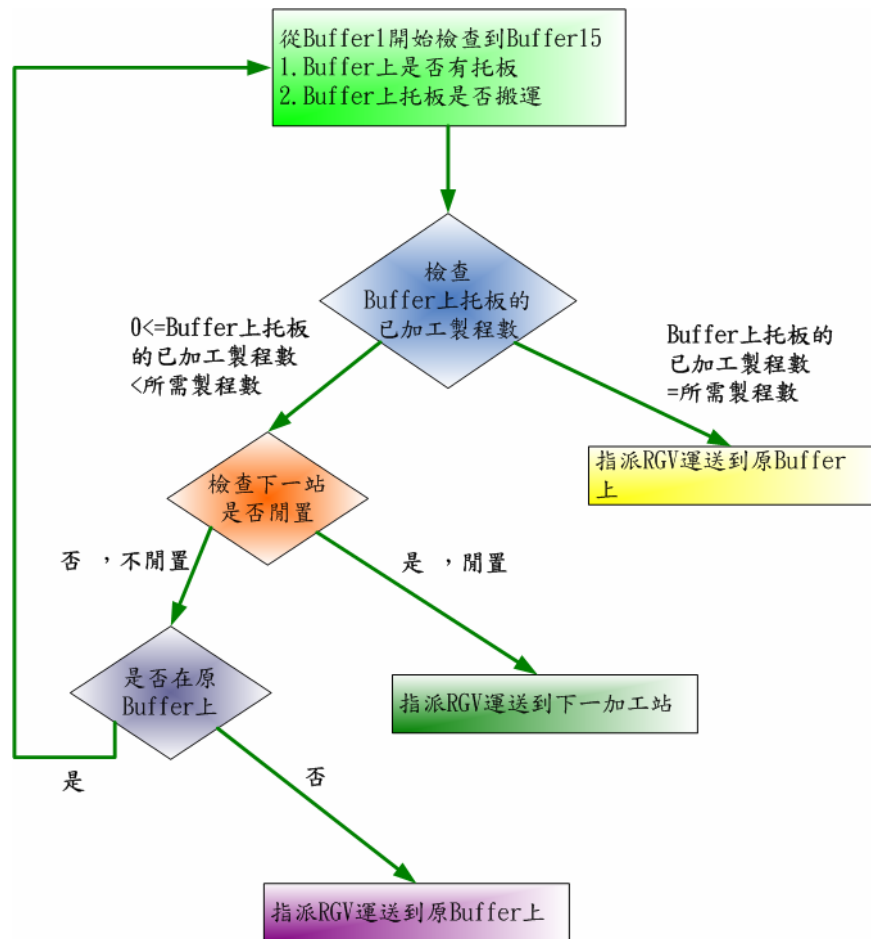 從Buffer1開始檢查到Buffer15
1.Buffer上是否有托板
2.Buffer上托板是否搬運
檢查
Buffer上托板的
已加工製程數
0<=Buffer上托板
的已加工製程數
<所需製程數
Buffer上托板的
已加工製程數
=所需製程數
指派RGV運送到原Buffer
上
檢查下一站
是否閒置
否 ，不閒置
是 ，閒置
是否在原
Buffer上
指派RGV運送到下一加工站
是
否
指派RGV運送到原Buffer上